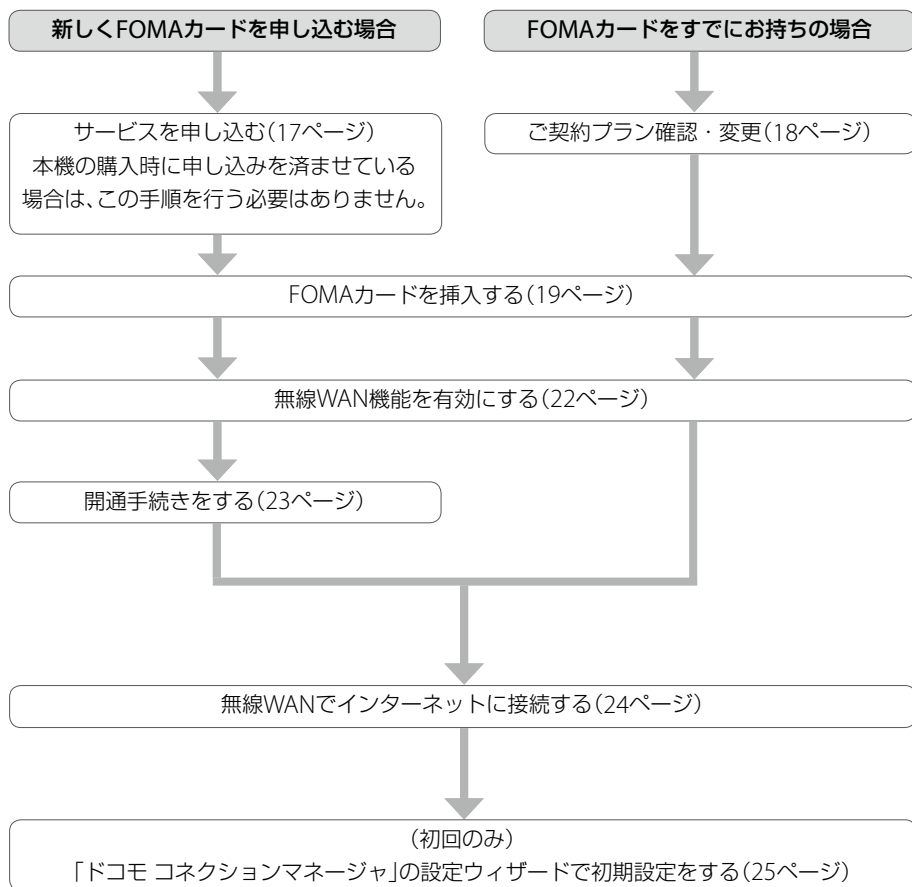 新しくFOMAカードを申し込む場合
FOMAカードをすでにお持ちの場合
サービスを申し込む(17ページ)
本機の購入時に申し込みを済ませている
場合は、この手順を行う必要はありません。
ご契約プラン確認・変更(18ページ)
FOMAカードを挿入する(19ページ)
無線WAN機能を有効にする(22ページ)
開通手続きをする(23ページ)
無線WANでインターネットに接続する(24ページ)
(初回のみ)
「ドコモ コネクションマネージャ」の設定ウィザードで初期設定をする(25ページ)